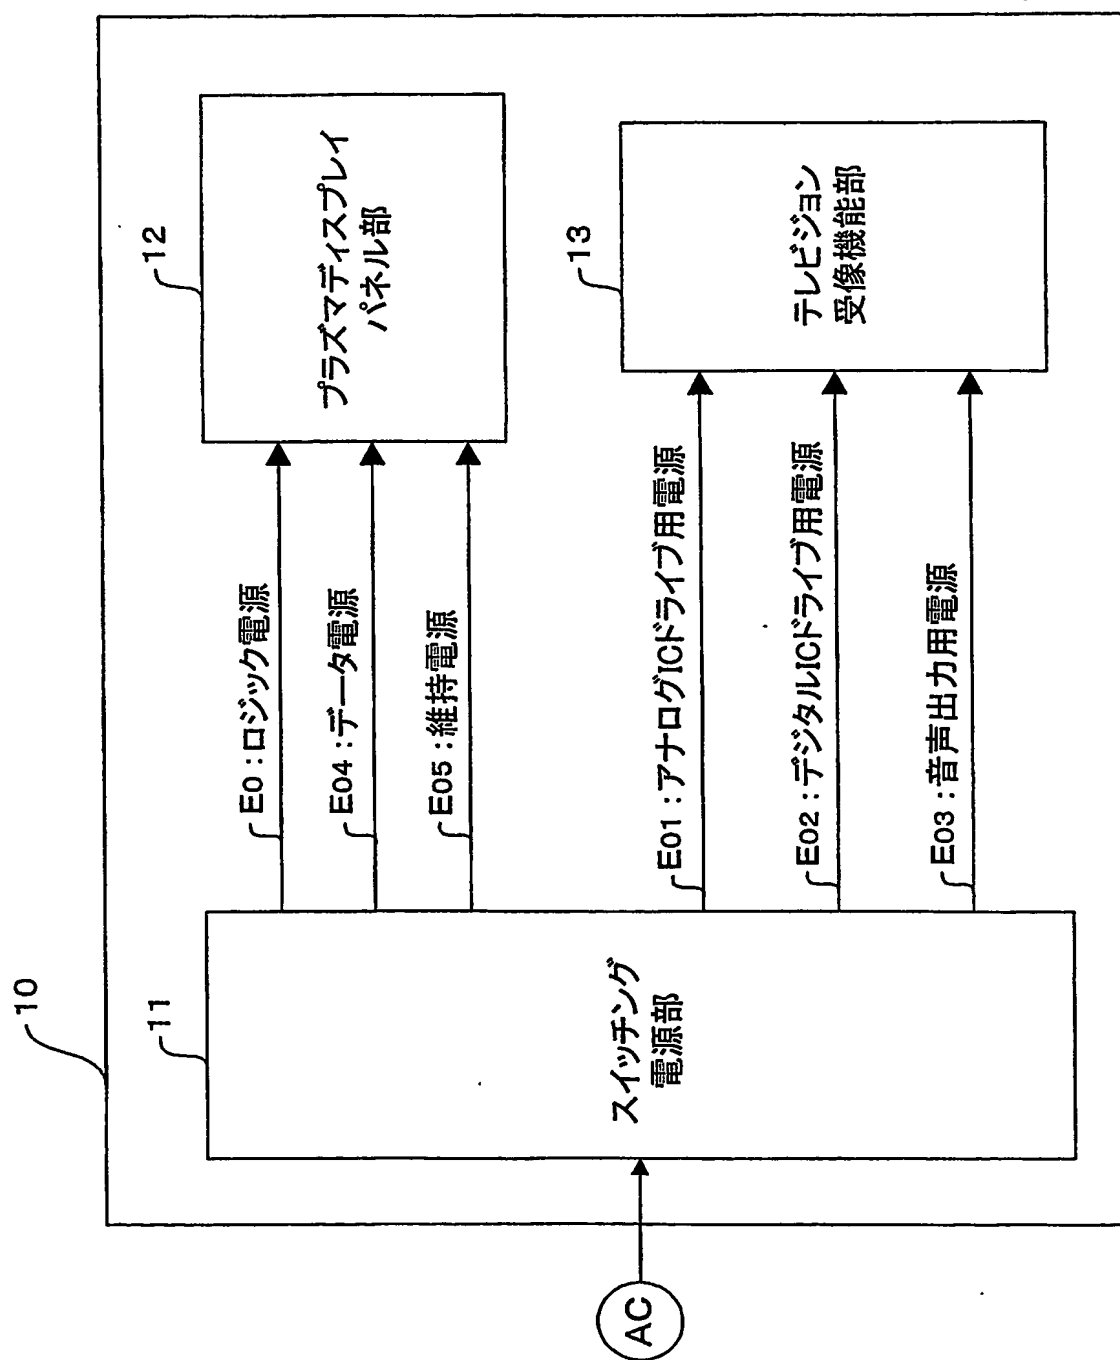 10
11
スイッチング
電源部
AC
E0：ロジック電源
E04：データ電源
E05：維持電源
12
プラズマディスプレイ
パネル部
E01：アナログICドライブ用電源
E02：デジタルICドライブ用電源
E03：音声出力用電源
13
テレビジョン
受像機能部